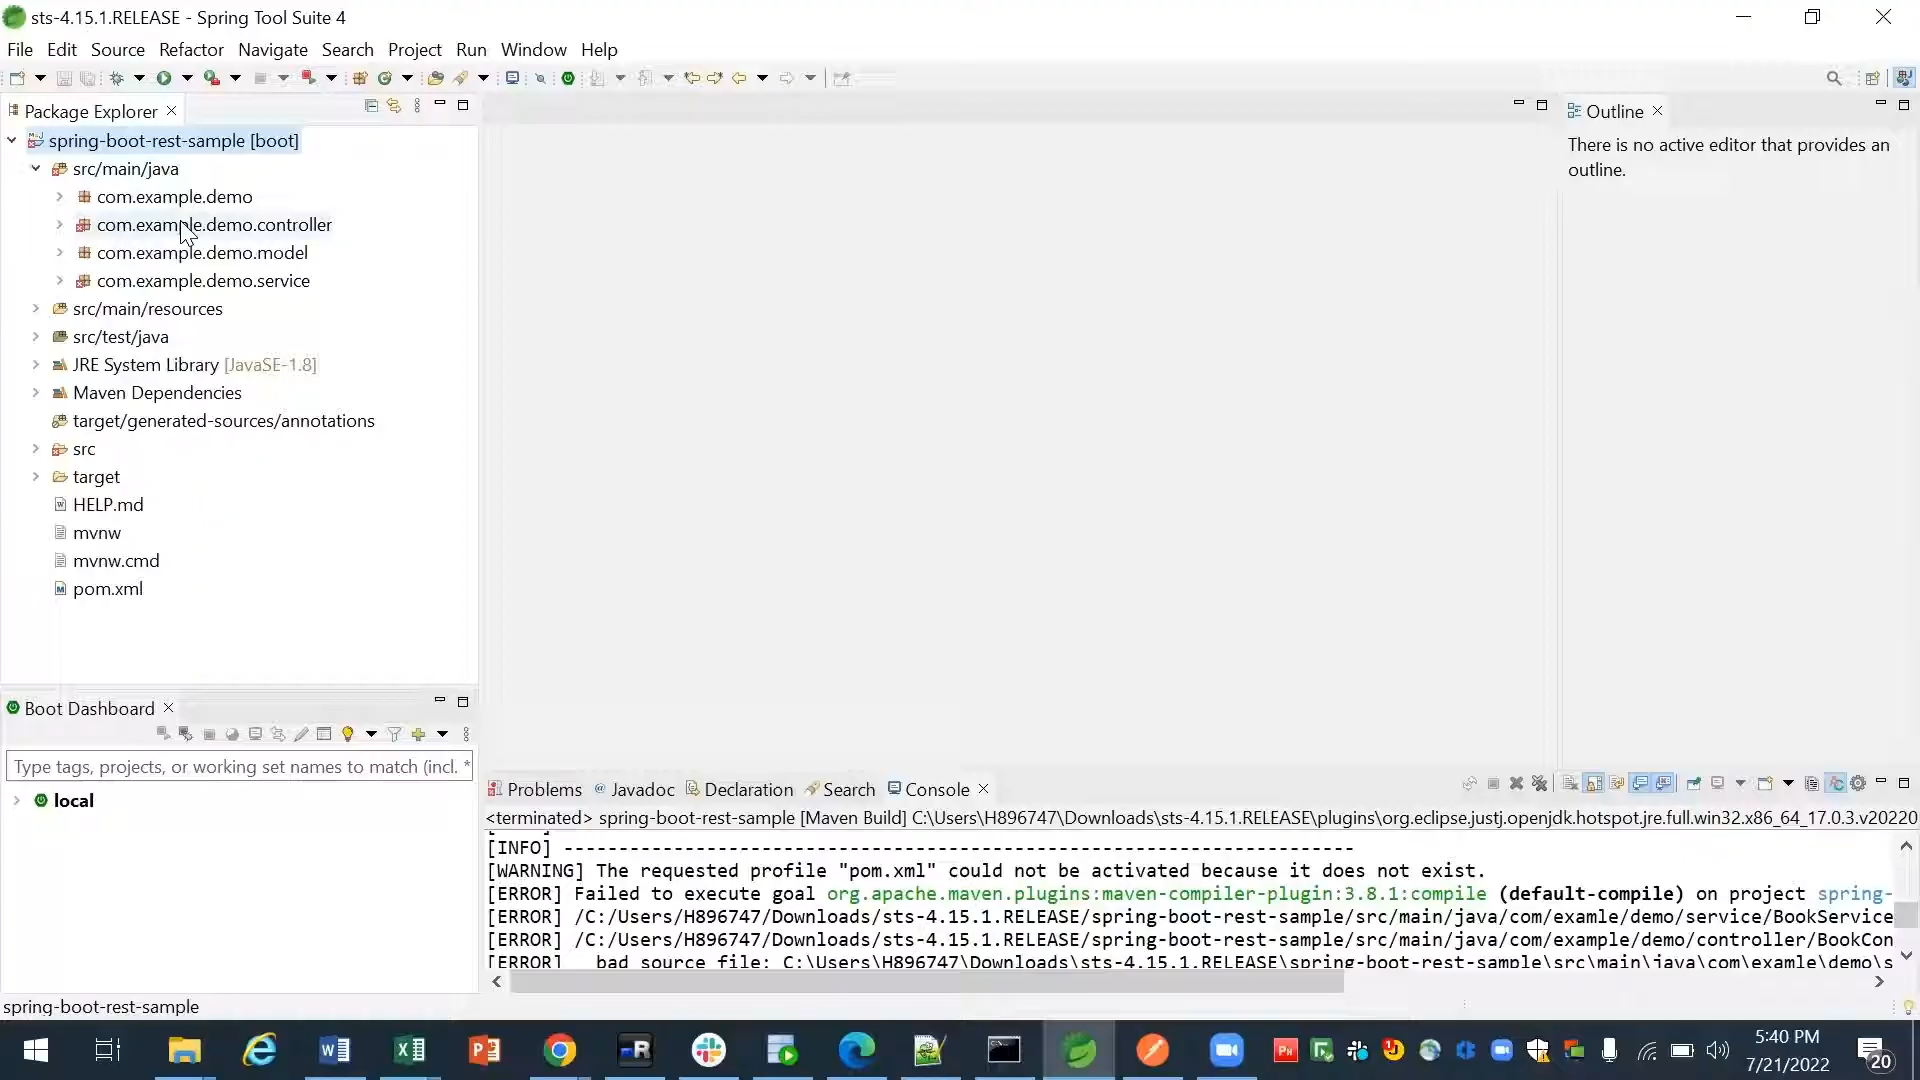 sts-4.15.1.RELEASE - Spring Tool Suite 4
File Edit Source Refactor Navigate Search Project Run Window Help
Package Explorer
spring-boot-rest-sample [boot]
src/main/java
com.example.demo
com.example.demo.controller
com.example.demo.model
com.example.demo.service
src/main/resources
src/test/java
JRE System Library [JavaSE-1.8]
Maven Dependencies
target/generated-sources/annotations
src
target
HELP.md
mvnw
mvnw.cmd
pom.xml
Outline
There is no active editor that provides an
outline.
Boot Dashboard
Type tags, projects, or working set names to match (incl. *
local
Problems Javadoc Declaration Search Console
<terminated> spring-boot-rest-sample [Maven Build] C:\Users\H896747\Downloads\sts-4.15.1.RELEASE\plugins\org.eclipse.justj.openjdk.hotspot.jre.full.win32.x86_64_17.0.3.v20220
[INFO] ------------------------------------------------------------------------
[WARNING] The requested profile "pom.xml" could not be activated because it does not exist.
[ERROR] Failed to execute goal org.apache.maven.plugins:maven-compiler-plugin:3.8.1:compile (default-compile) on project spring-
[ERROR] /C:/Users/H896747/Downloads/sts-4.15.1.RELEASE/spring-boot-rest-sample/src/main/java/com/examle/demo/service/BookService
[ERROR] /C:/Users/H896747/Downloads/sts-4.15.1.RELEASE/spring-boot-rest-sample/src/main/java/com/example/demo/controller/BookCon
[ERROR] bad source file: C:\Users\H896747\Downloads\sts-4.15.1.RELEASE\spring-boot-rest-sample\src\main\java\com\examle\demo\s
spring-boot-rest-sample
5:40 PM
7/21/2022
20